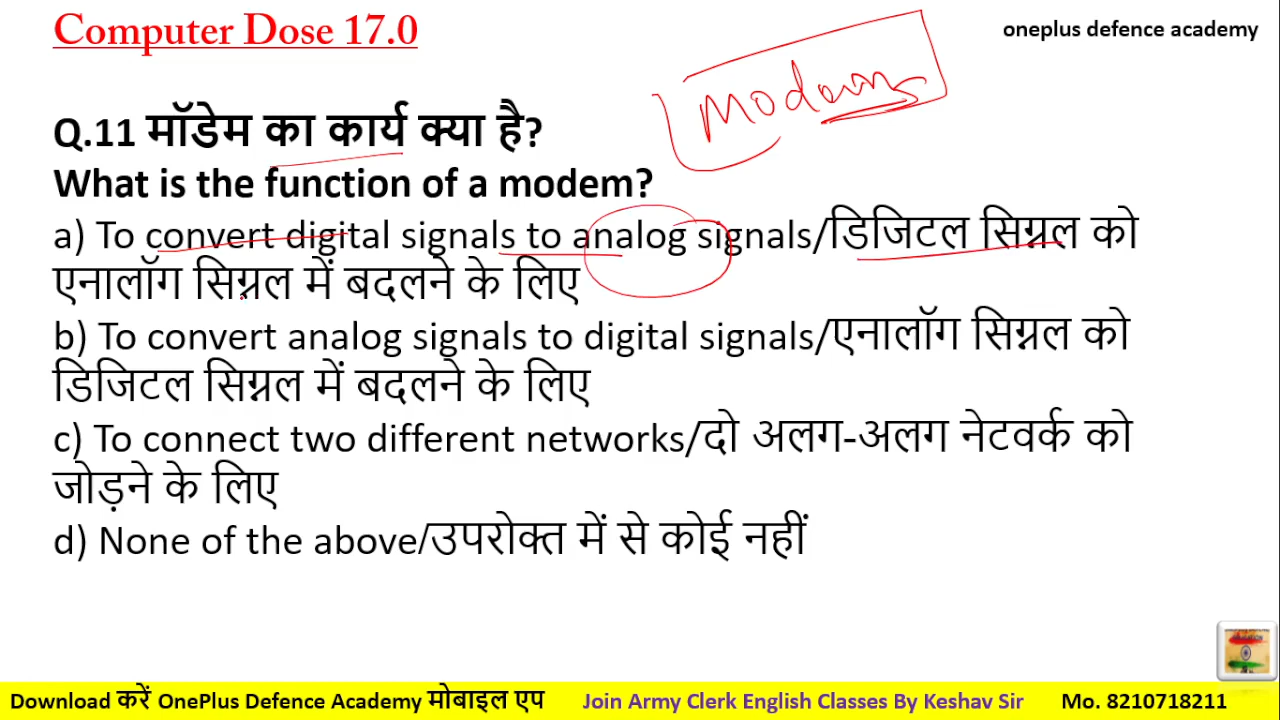 Computer Dose 17.0
oneplus defence academy
Modem
Q.11 मॉडेम का कार्य क्या है?
What is the function of a modem?
a) To convert digital signals to analog signals/डिजिटल सिग्नल को
एनालॉग सिग्नल में बदलने के लिए
b) To convert analog signals to digital signals/एनालॉग सिग्नल को
डिजिटल सिग्नल में बदलने के लिए
c) To connect two different networks/दो अलग-अलग नेटवर्क को
जोड़ने के लिए
d) None of the above/उपरोक्त में से कोई नहीं
Download करें OnePlus Defence Academy मोबाइल एप Join Army Clerk English Classes By Keshav Sir Mo. 8210718211